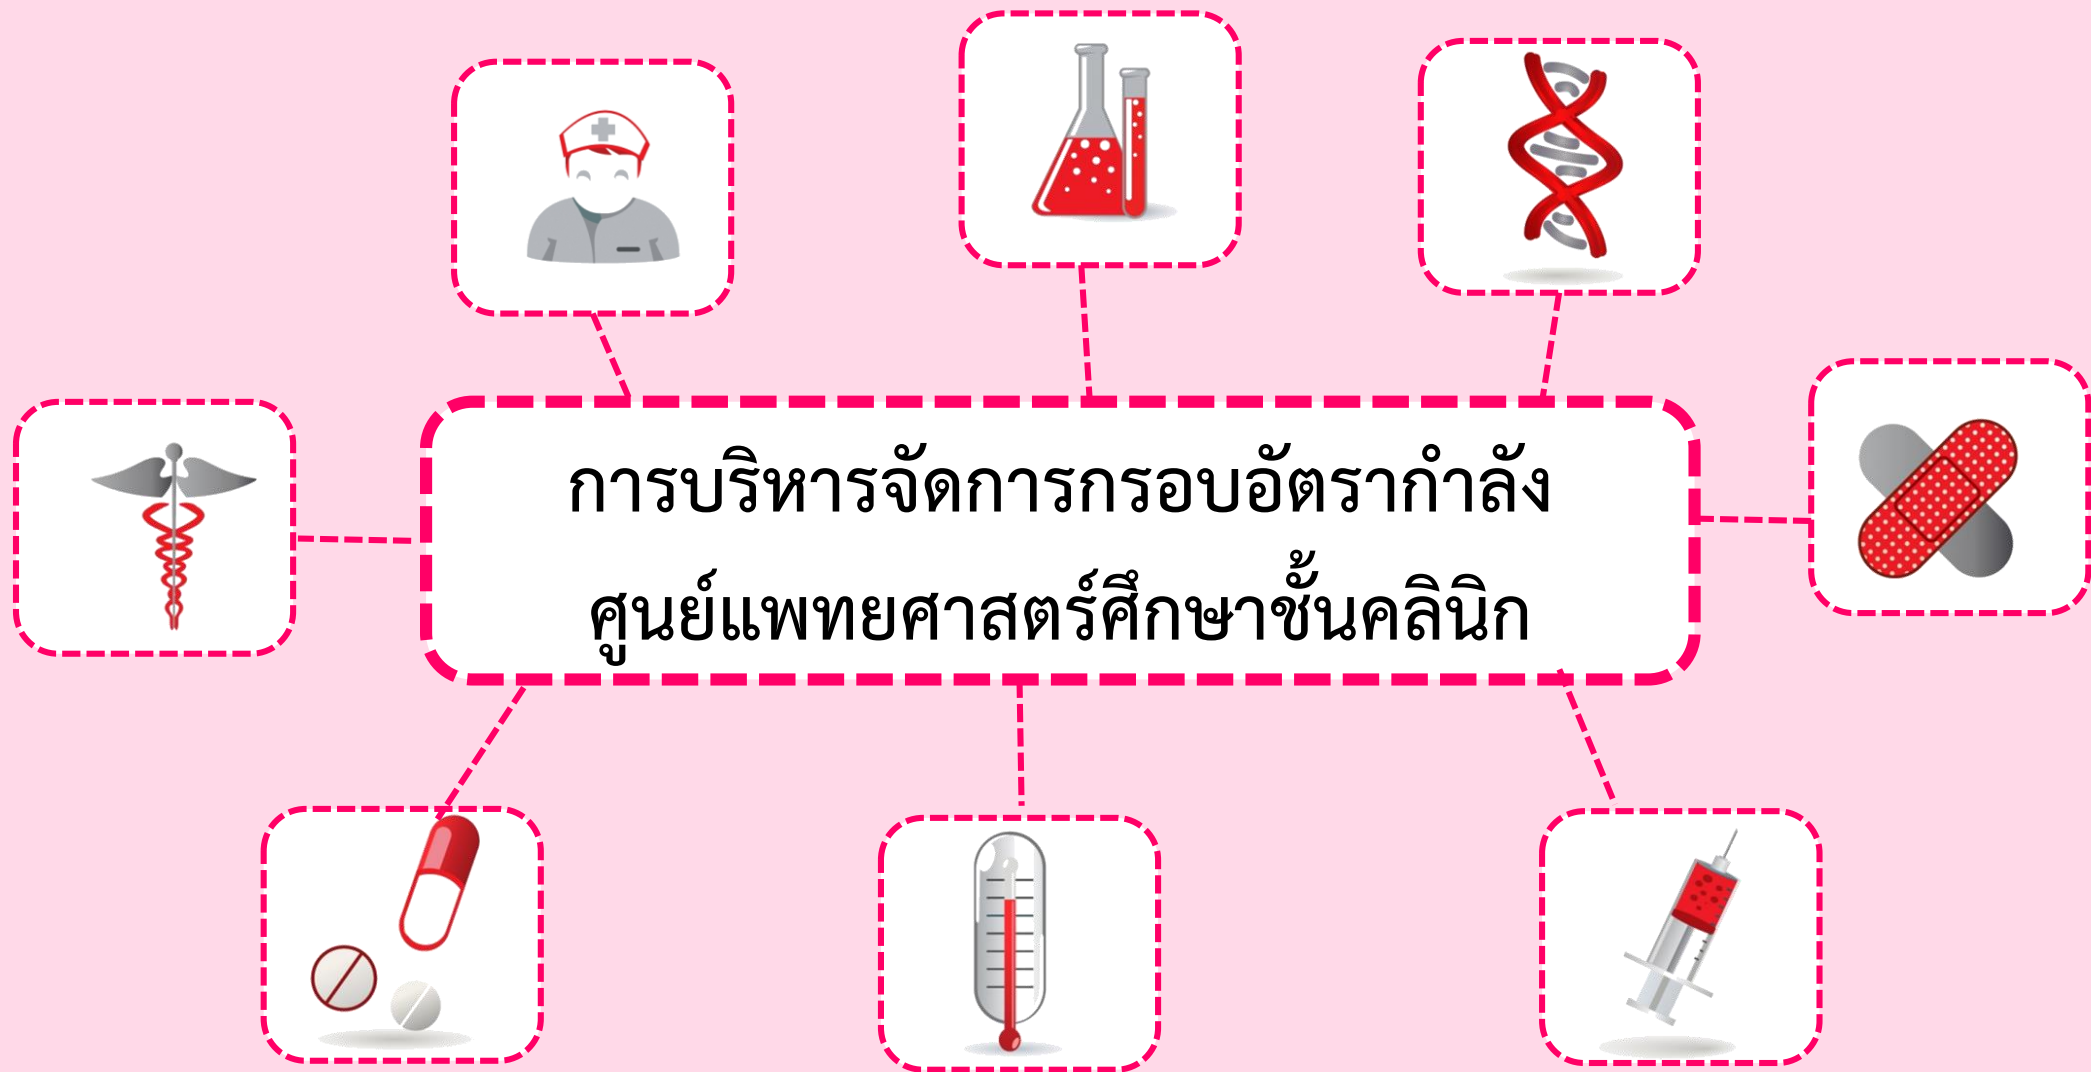 การบริหารจัดการกรอบอัตรากำลัง
ศูนย์แพทยศาสตร์ศึกษาชั้นคลินิก